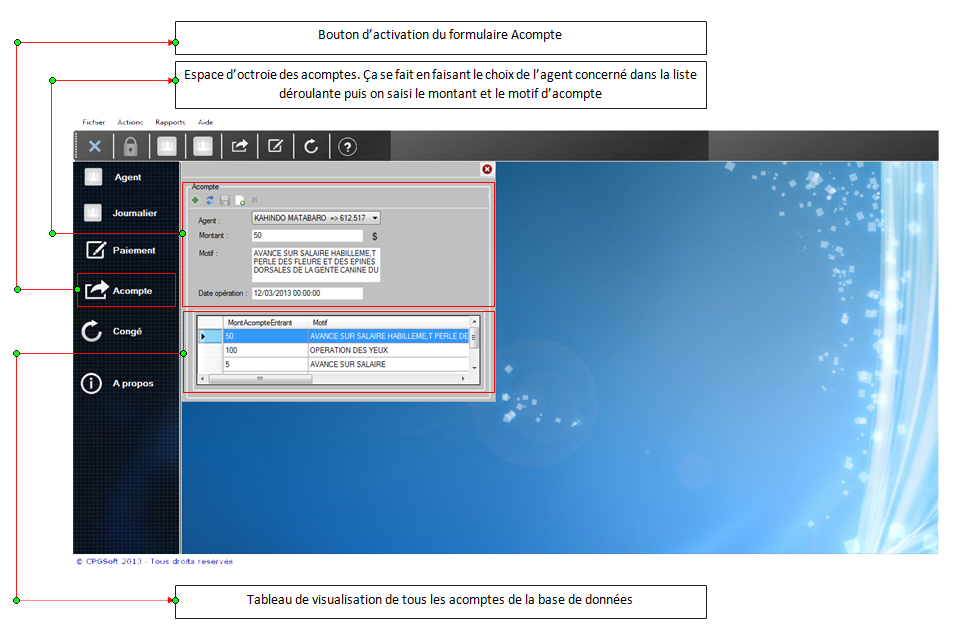 Bouton d'activation du formulaire Acompte
Espace d'octroie des acomptes. Ça se fait en faisant le choix de l'agent concerné dans la liste
déroulante puis on saisi le montant et le motif d'acompte
Fichier Actions Rapports Aide
Agent
Journalier
Paiement
Acompte
Congé
A propos
Acompte
Agent : KAHINDO MATABARO => 612.517
Montant : 50 $
Motif : AVANCE SUR SALAIRE HABILLEME,T
PERLE DES FLEURE ET DES EPINES
DORSALES DE LA GENTE CANINE DU
Date opération : 12/03/2013 00:00:00
MontAcompteEntrant Motif
50 AVANCE SUR SALAIRE HABILLEME,T PERLE DE
100 OPERATION DES YEUX
5 AVANCE SUR SALAIRE
© CPGSoft 2013 - Tous droits reservés
Tableau de visualisation de tous les acomptes de la base de données